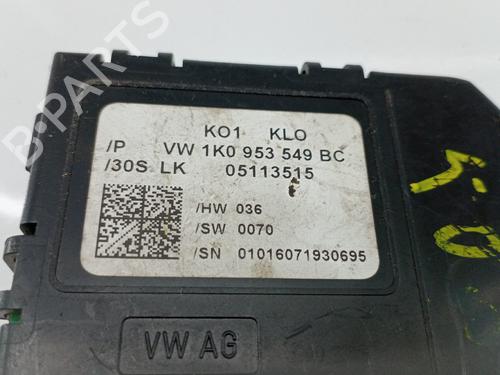 KO1 KLO
/P VW 1K0 953 549 BC
/30S LK 05113515
/HW 036
/SW 0070
/SN 01016071930695
VW AG
B-PARTS